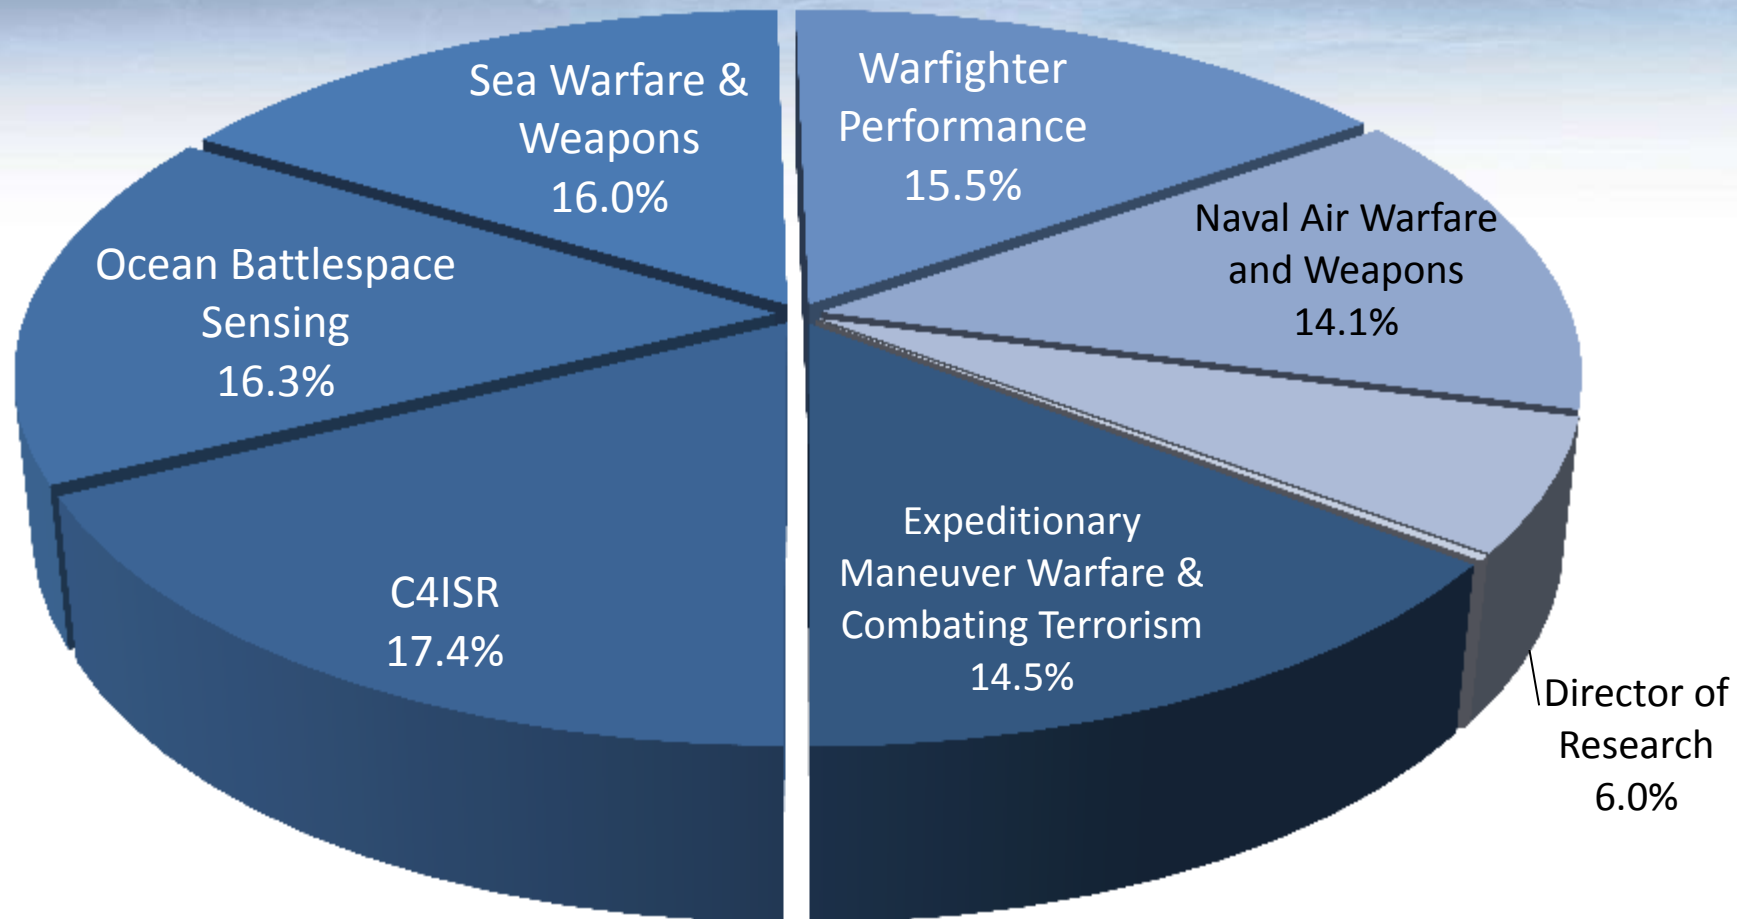 Sea Warfare &
Weapons
16.0%
Warfighter
Performance
15.5%
Naval Air Warfare
and Weapons
14.1%
Ocean Battlespace
Sensing
16.3%
C4ISR
17.4%
Expeditionary
Maneuver Warfare &
Combating Terrorism
14.5%
Director of
Research
6.0%